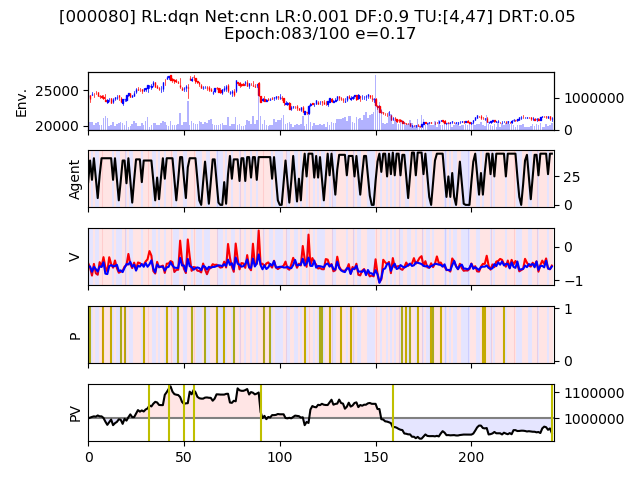 [000080] RL:dqn Net:cnn LR:0.001 DF:0.9 TU:[4,47] DRT:0.05
Epoch:083/100 e=0.17
Env.
25000
20000
1000000
0
Agent
25
0
V
0
−1
P
1
0
PV
1100000
1000000
0
50
100
150
200